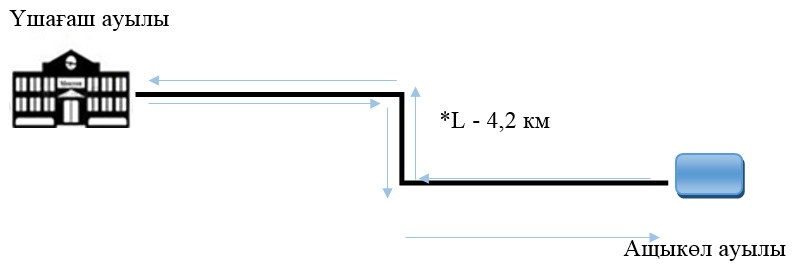 Үшағаш ауылы
*L - 4,2 км
Ащыкөл ауылы